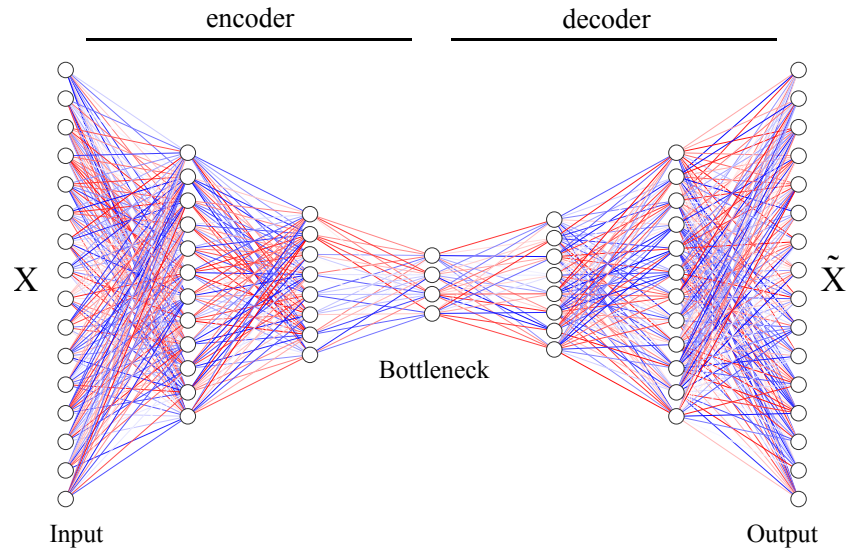 encoder
decoder
X
X̃
Bottleneck
Input
Output